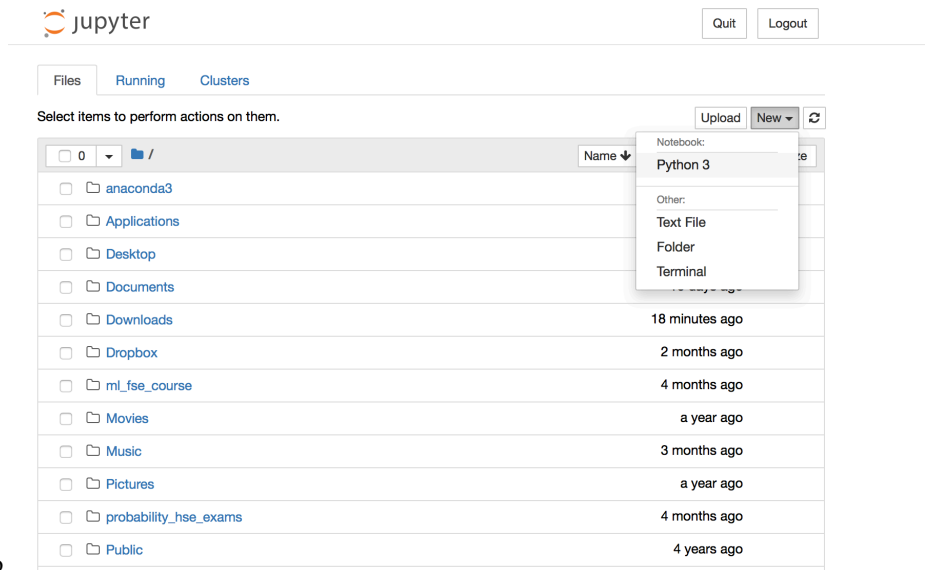 jupyter
Quit
Logout
Files
Running
Clusters
Select items to perform actions on them.
Upload
New
0
/
Name
Notebook:
Python 3
Other:
Text File
Folder
Terminal
anaconda3
Applications
Desktop
Documents
Downloads
18 minutes ago
Dropbox
2 months ago
ml_fse_course
4 months ago
Movies
a year ago
Music
3 months ago
Pictures
a year ago
probability_hse_exams
4 months ago
Public
4 years ago